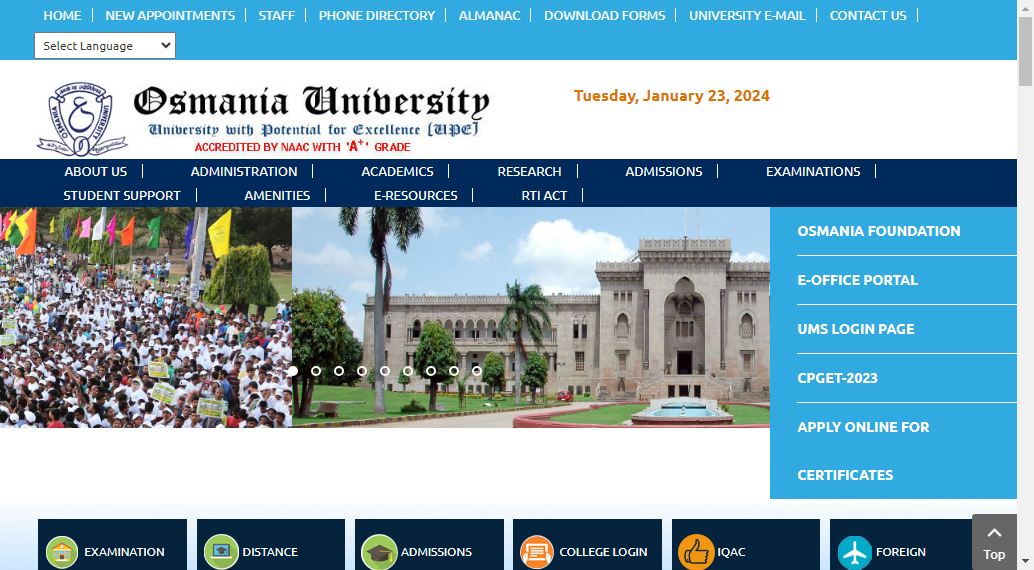 HOME NEW APPOINTMENTS STAFF PHONE DIRECTORY ALMANAC DOWNLOAD FORMS UNIVERSITY E-MAIL CONTACT US
Select Language
Osmania University
University with Potential for Excellence [UPE]
ACCREDITED BY NAAC WITH 'A+' GRADE
Tuesday, January 23, 2024
ABOUT US ADMINISTRATION ACADEMICS RESEARCH ADMISSIONS EXAMINATIONS
STUDENT SUPPORT AMENITIES E-RESOURCES RTI ACT
OSMANIA FOUNDATION
E-OFFICE PORTAL
UMS LOGIN PAGE
CPGET-2023
APPLY ONLINE FOR
CERTIFICATES
EXAMINATION DISTANCE ADMISSIONS COLLEGE LOGIN IQAC FOREIGN
Top